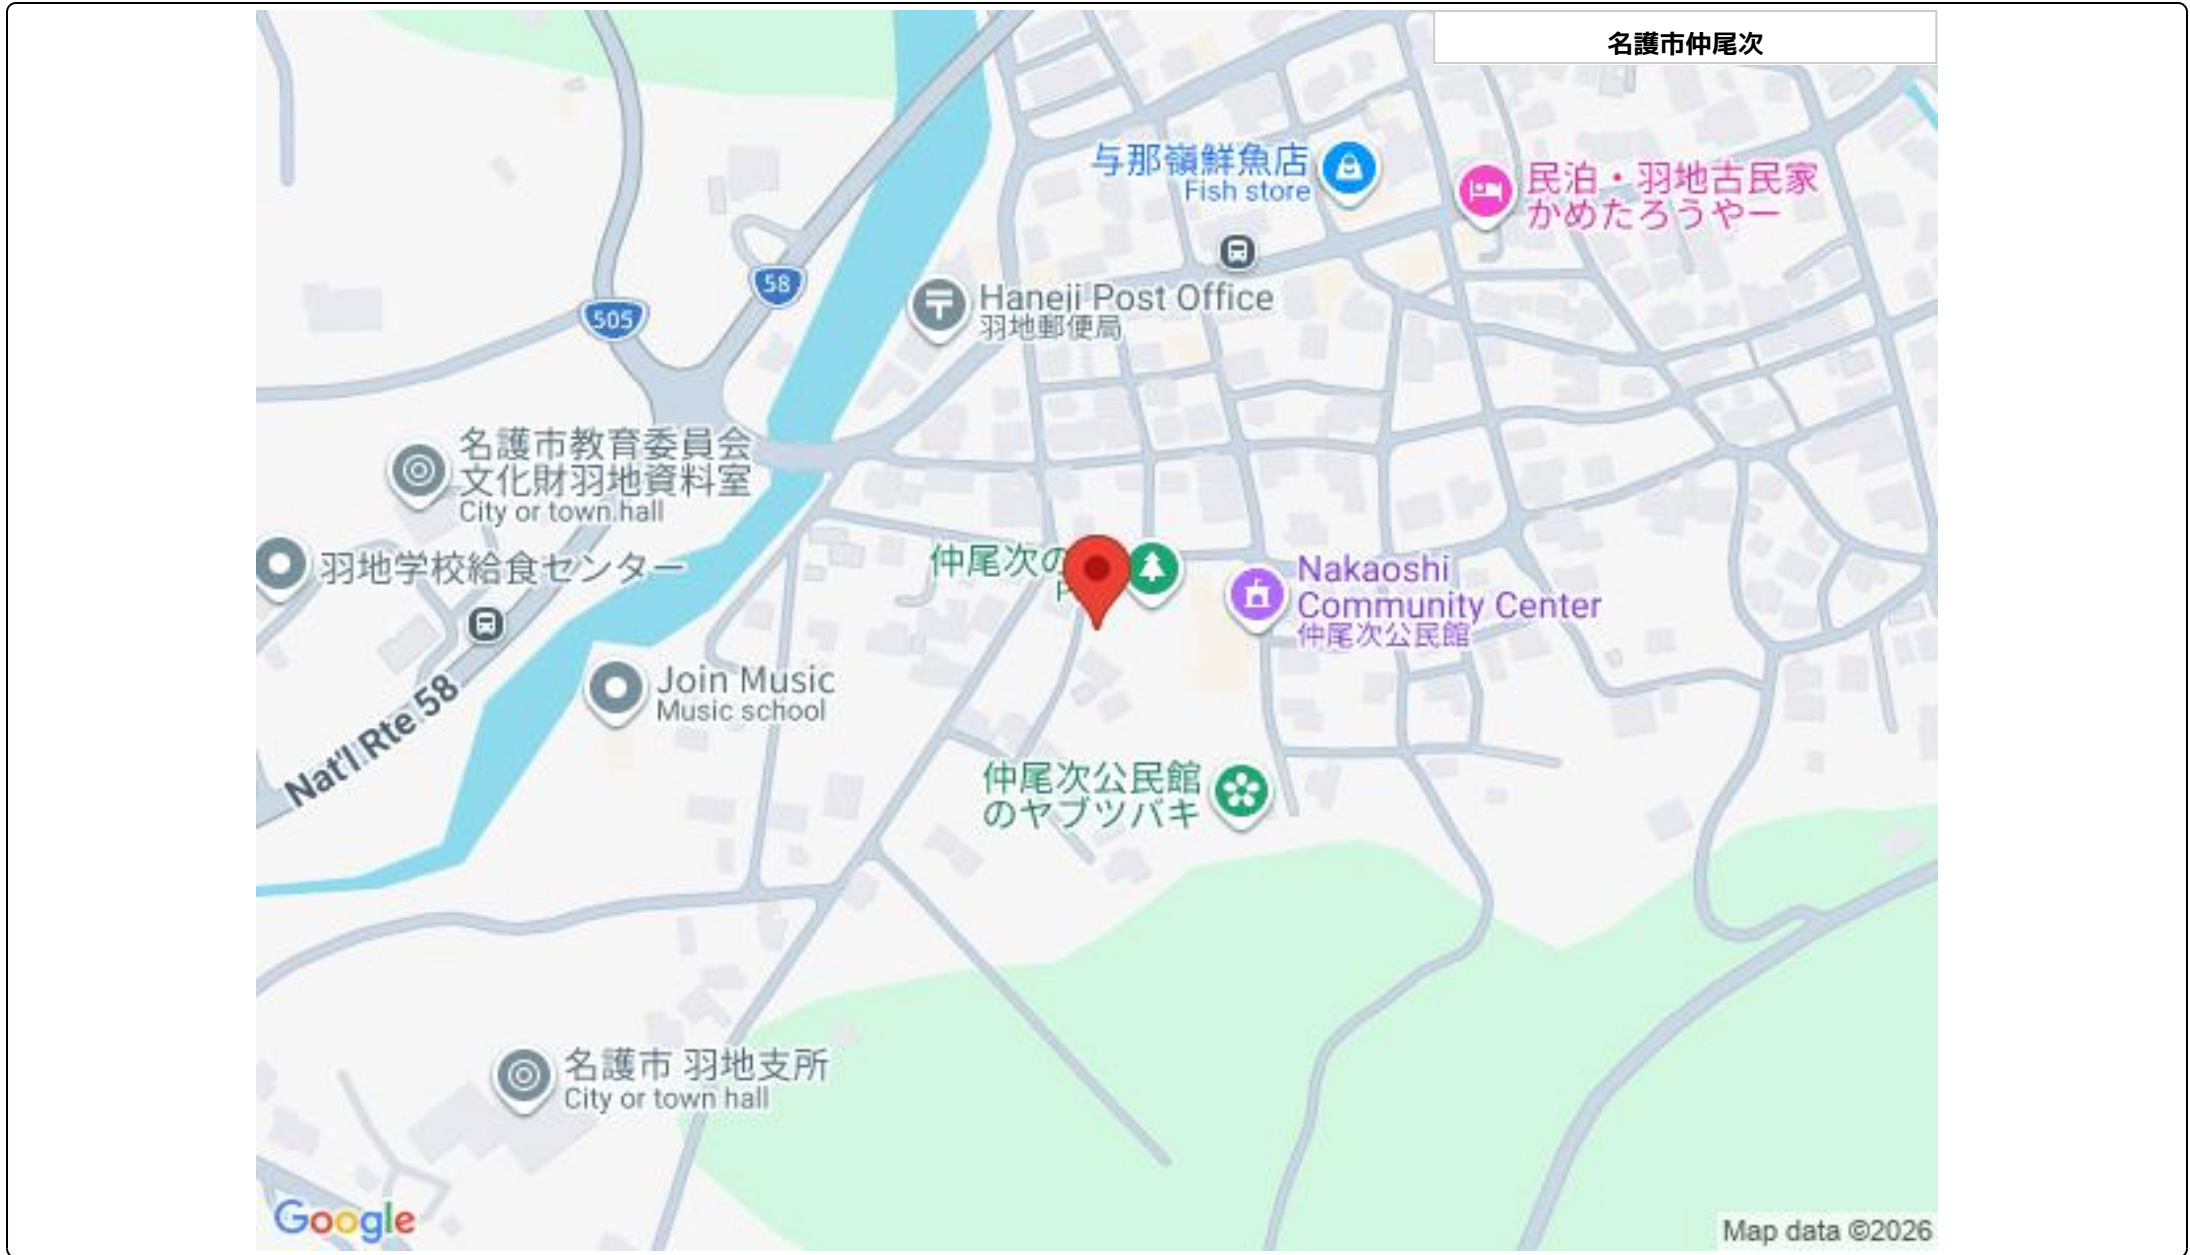 名護市仲尾次
与那嶺鮮魚店
Fish store
民泊・羽地古民家
かめたろうやー
58
505
Haneji Post Office
羽地郵便局
名護市教育委員会
文化財羽地資料室
City or town hall
羽地学校給食センター
仲尾次の
P
Nakaoshi
Community Center
仲尾次公民館
Join Music
Music school
Nat'l Rte 58
仲尾次公民館
のヤブツバキ
名護市 羽地支所
City or town hall
Google
Map data ©2026